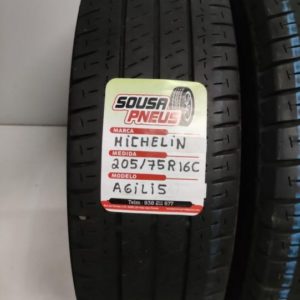 SOUSA
PNEUS
MARCA
MICHELIN
MEDIDA
205/75R16C
MODELO
AGILIS